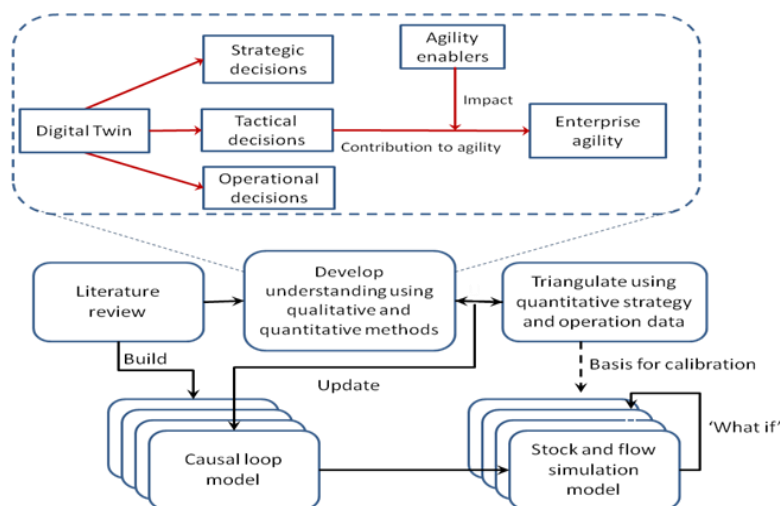 Strategic
decisions
Agility
enablers
Impact
Digital Twin
Tactical
decisions
Contribution to agility
Enterprise
agility
Operational
decisions
Literature
review
Develop
understanding using
qualitative and
quantitative methods
Triangulate using
quantitative strategy
and operation data
Build
Update
Basis for calibration
Causal loop
model
Stock and flow
simulation
model
‘What if’